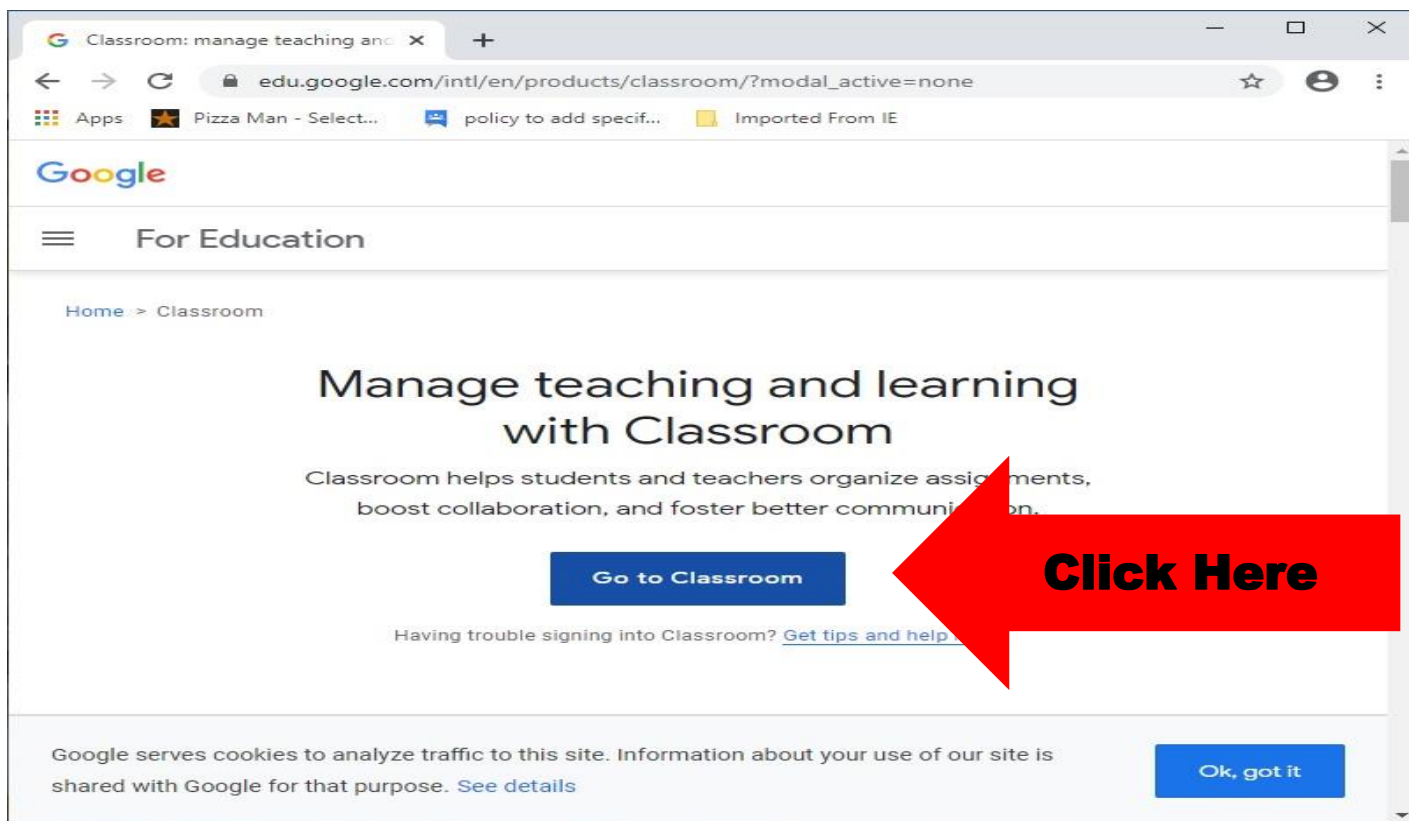 Classroom: manage teaching and
edu.google.com/intl/en/products/classroom/?modal_active=none
Apps Pizza Man - Select... policy to add specif... Imported From IE
Google
For Education
Home > Classroom
Manage teaching and learning
with Classroom
Classroom helps students and teachers organize assignments,
boost collaboration, and foster better communication.
Go to Classroom
Click Here
Having trouble signing into Classroom? Get tips and help
Google serves cookies to analyze traffic to this site. Information about your use of our site is
shared with Google for that purpose. See details
Ok, got it